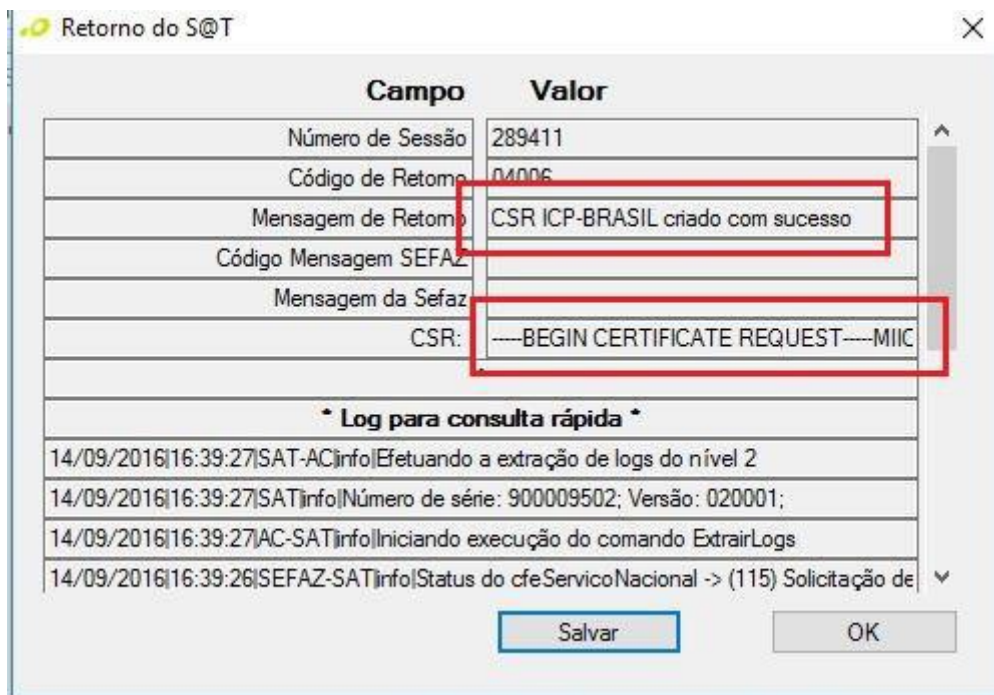 Retorno do S@T
Campo Valor
Número de Sessão 289411
Código de Retorno 04006
Mensagem de Retorno CSR ICP-BRASIL criado com sucesso
Código Mensagem SEFAZ
Mensagem da Sefaz
CSR: -----BEGIN CERTIFICATE REQUEST-----MIIC
* Log para consulta rápida *
14/09/2016|16:39:27|SAT-AC|info|Efetuando a extração de logs do nível 2
14/09/2016|16:39:27|SAT|info|Número de série: 900009502; Versão: 020001;
14/09/2016|16:39:27|AC-SAT|info|Iniciando execução do comando ExtrairLogs
14/09/2016|16:39:26|SEFAZ-SAT|info|Status do cfeServicoNacional -> (115) Solicitação de
Salvar OK